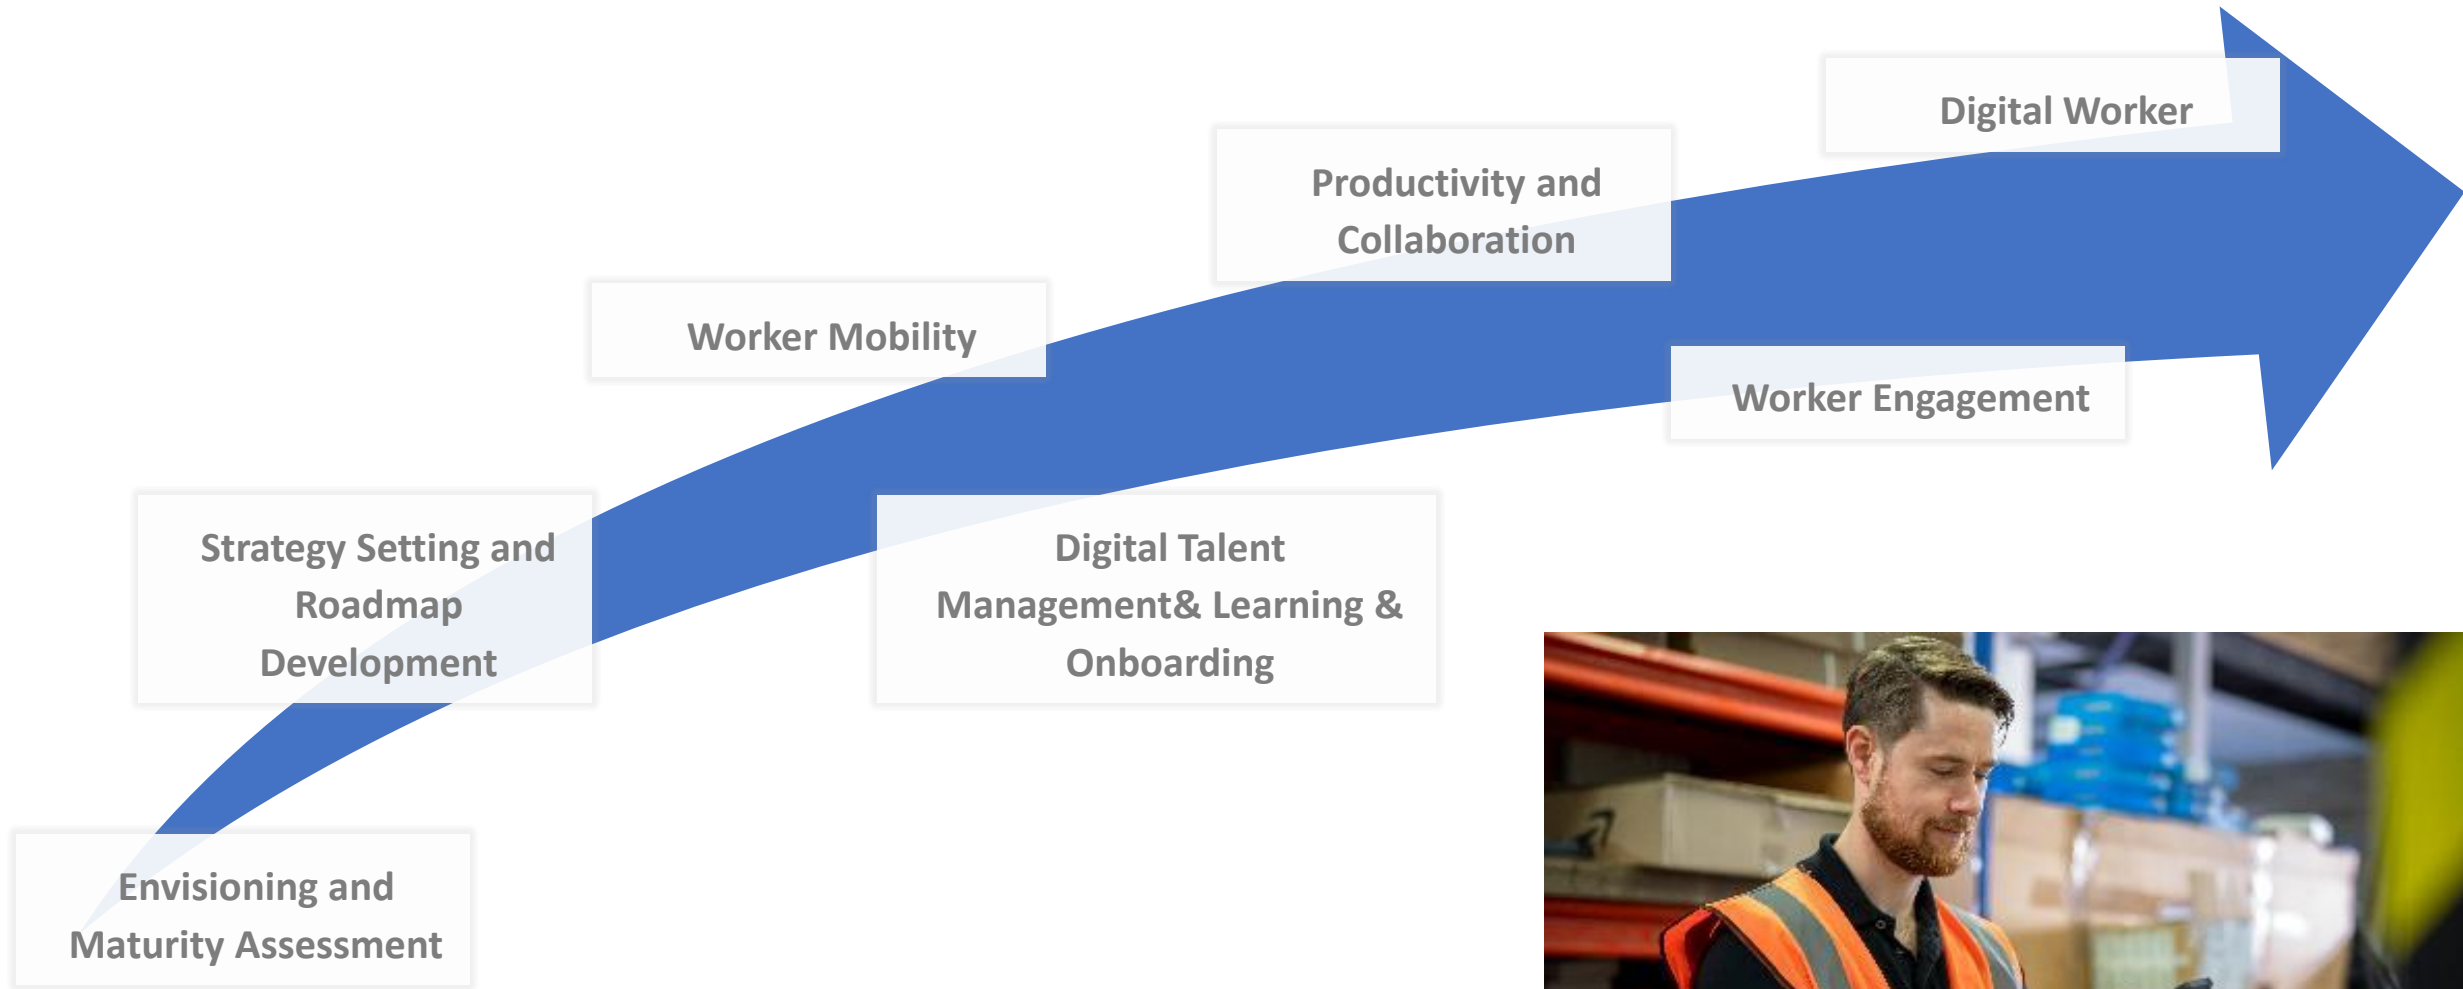 Digital Worker
Productivity and
Collaboration
Worker Mobility
Worker Engagement
Strategy Setting and
Roadmap
Development
Digital Talent
Management& Learning &
Onboarding
Envisioning and
Maturity Assessment